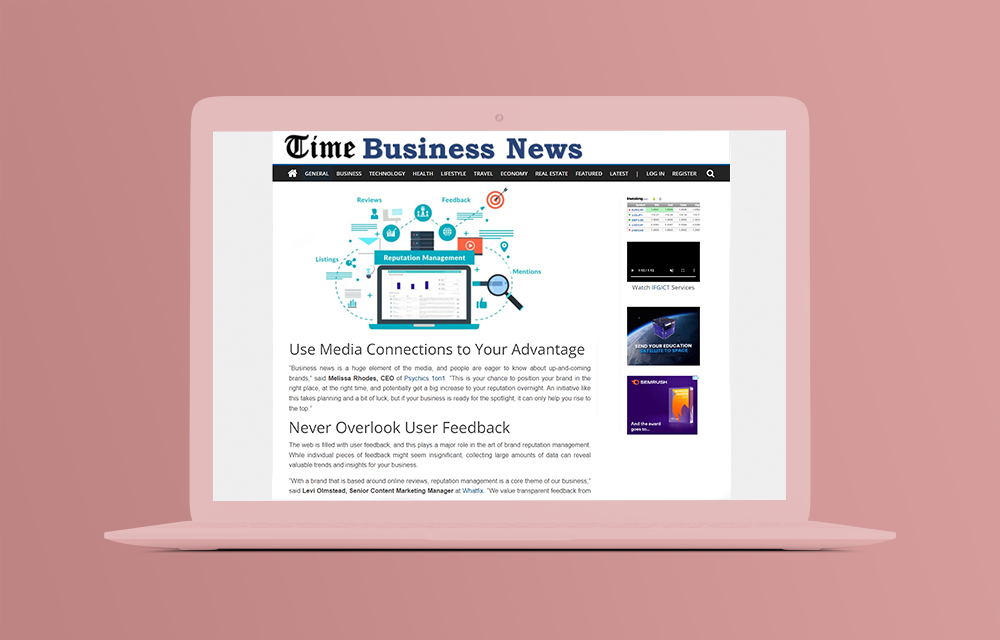 Time Business News
GENERAL BUSINESS TECHNOLOGY HEALTH LIFESTYLE TRAVEL ECONOMY REAL ESTATE FEATURED LATEST | LOG IN REGISTER
Reviews
Feedback
Listings
Reputation Management
Mentions
Investing
Watch IFGICT Services
SEND YOUR EDUCATION
SATELLITE TO SPACE
SEMRUSH
And the award
goes to...
Use Media Connections to Your Advantage
"Business news is a huge element of the media, and people are eager to know about up-and-coming
brands," said Melissa Rhodes, CEO of Psychics 1on1. "This is your chance to position your brand in the
right place, at the right time, and potentially get a big increase to your reputation overnight. An initiative like
this takes planning and a bit of luck, but if your business is ready for the spotlight, it can only help you rise to
the top."
Never Overlook User Feedback
The web is filled with user feedback, and this plays a major role in the art of brand reputation management.
While individual pieces of feedback might seem insignificant, collecting large amounts of data can reveal
valuable trends and insights for your business.
"With a brand that is based around online reviews, reputation management is a core theme of our business,"
said Levi Olmstead, Senior Content Marketing Manager at Whatfix. "We value transparent feedback from